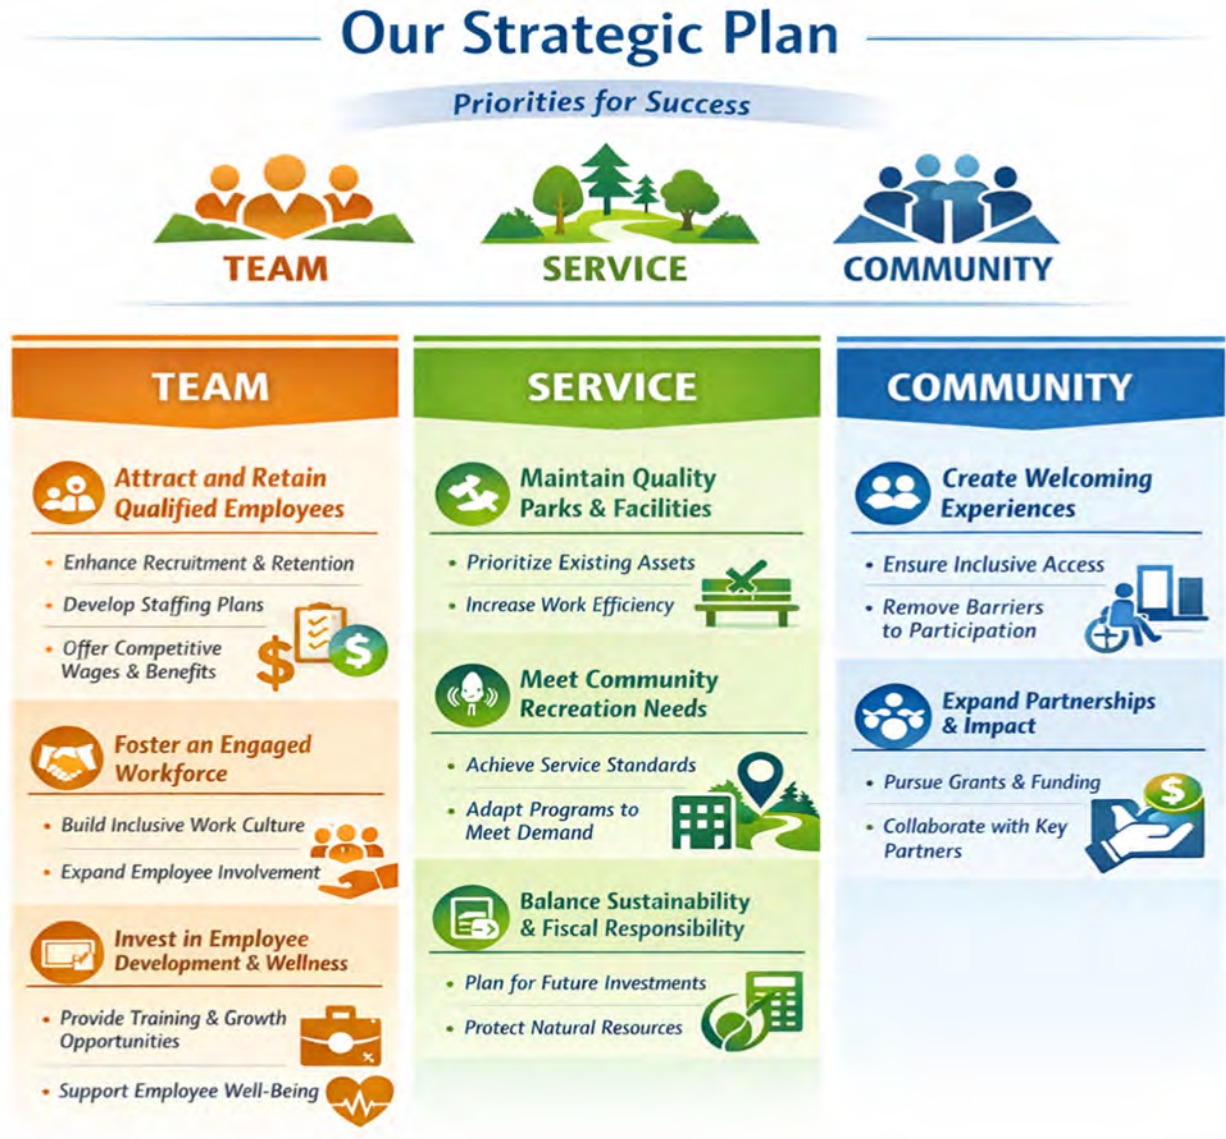 Our Strategic Plan
Priorities for Success
TEAM
SERVICE
COMMUNITY
TEAM
Attract and Retain
Qualified Employees
• Enhance Recruitment & Retention
• Develop Staffing Plans
• Offer Competitive
Wages & Benefits
$
$
Foster an Engaged
Workforce
• Build Inclusive Work Culture
• Expand Employee Involvement
Invest in Employee
Development & Wellness
• Provide Training & Growth
Opportunities
• Support Employee Well-Being
SERVICE
Maintain Quality
Parks & Facilities
• Prioritize Existing Assets
• Increase Work Efficiency
Meet Community
Recreation Needs
• Achieve Service Standards
• Adapt Programs to
Meet Demand
Balance Sustainability
& Fiscal Responsibility
• Plan for Future Investments
• Protect Natural Resources
COMMUNITY
Create Welcoming
Experiences
• Ensure Inclusive Access
• Remove Barriers
to Participation
Expand Partnerships
& Impact
• Pursue Grants & Funding
$
• Collaborate with Key
Partners